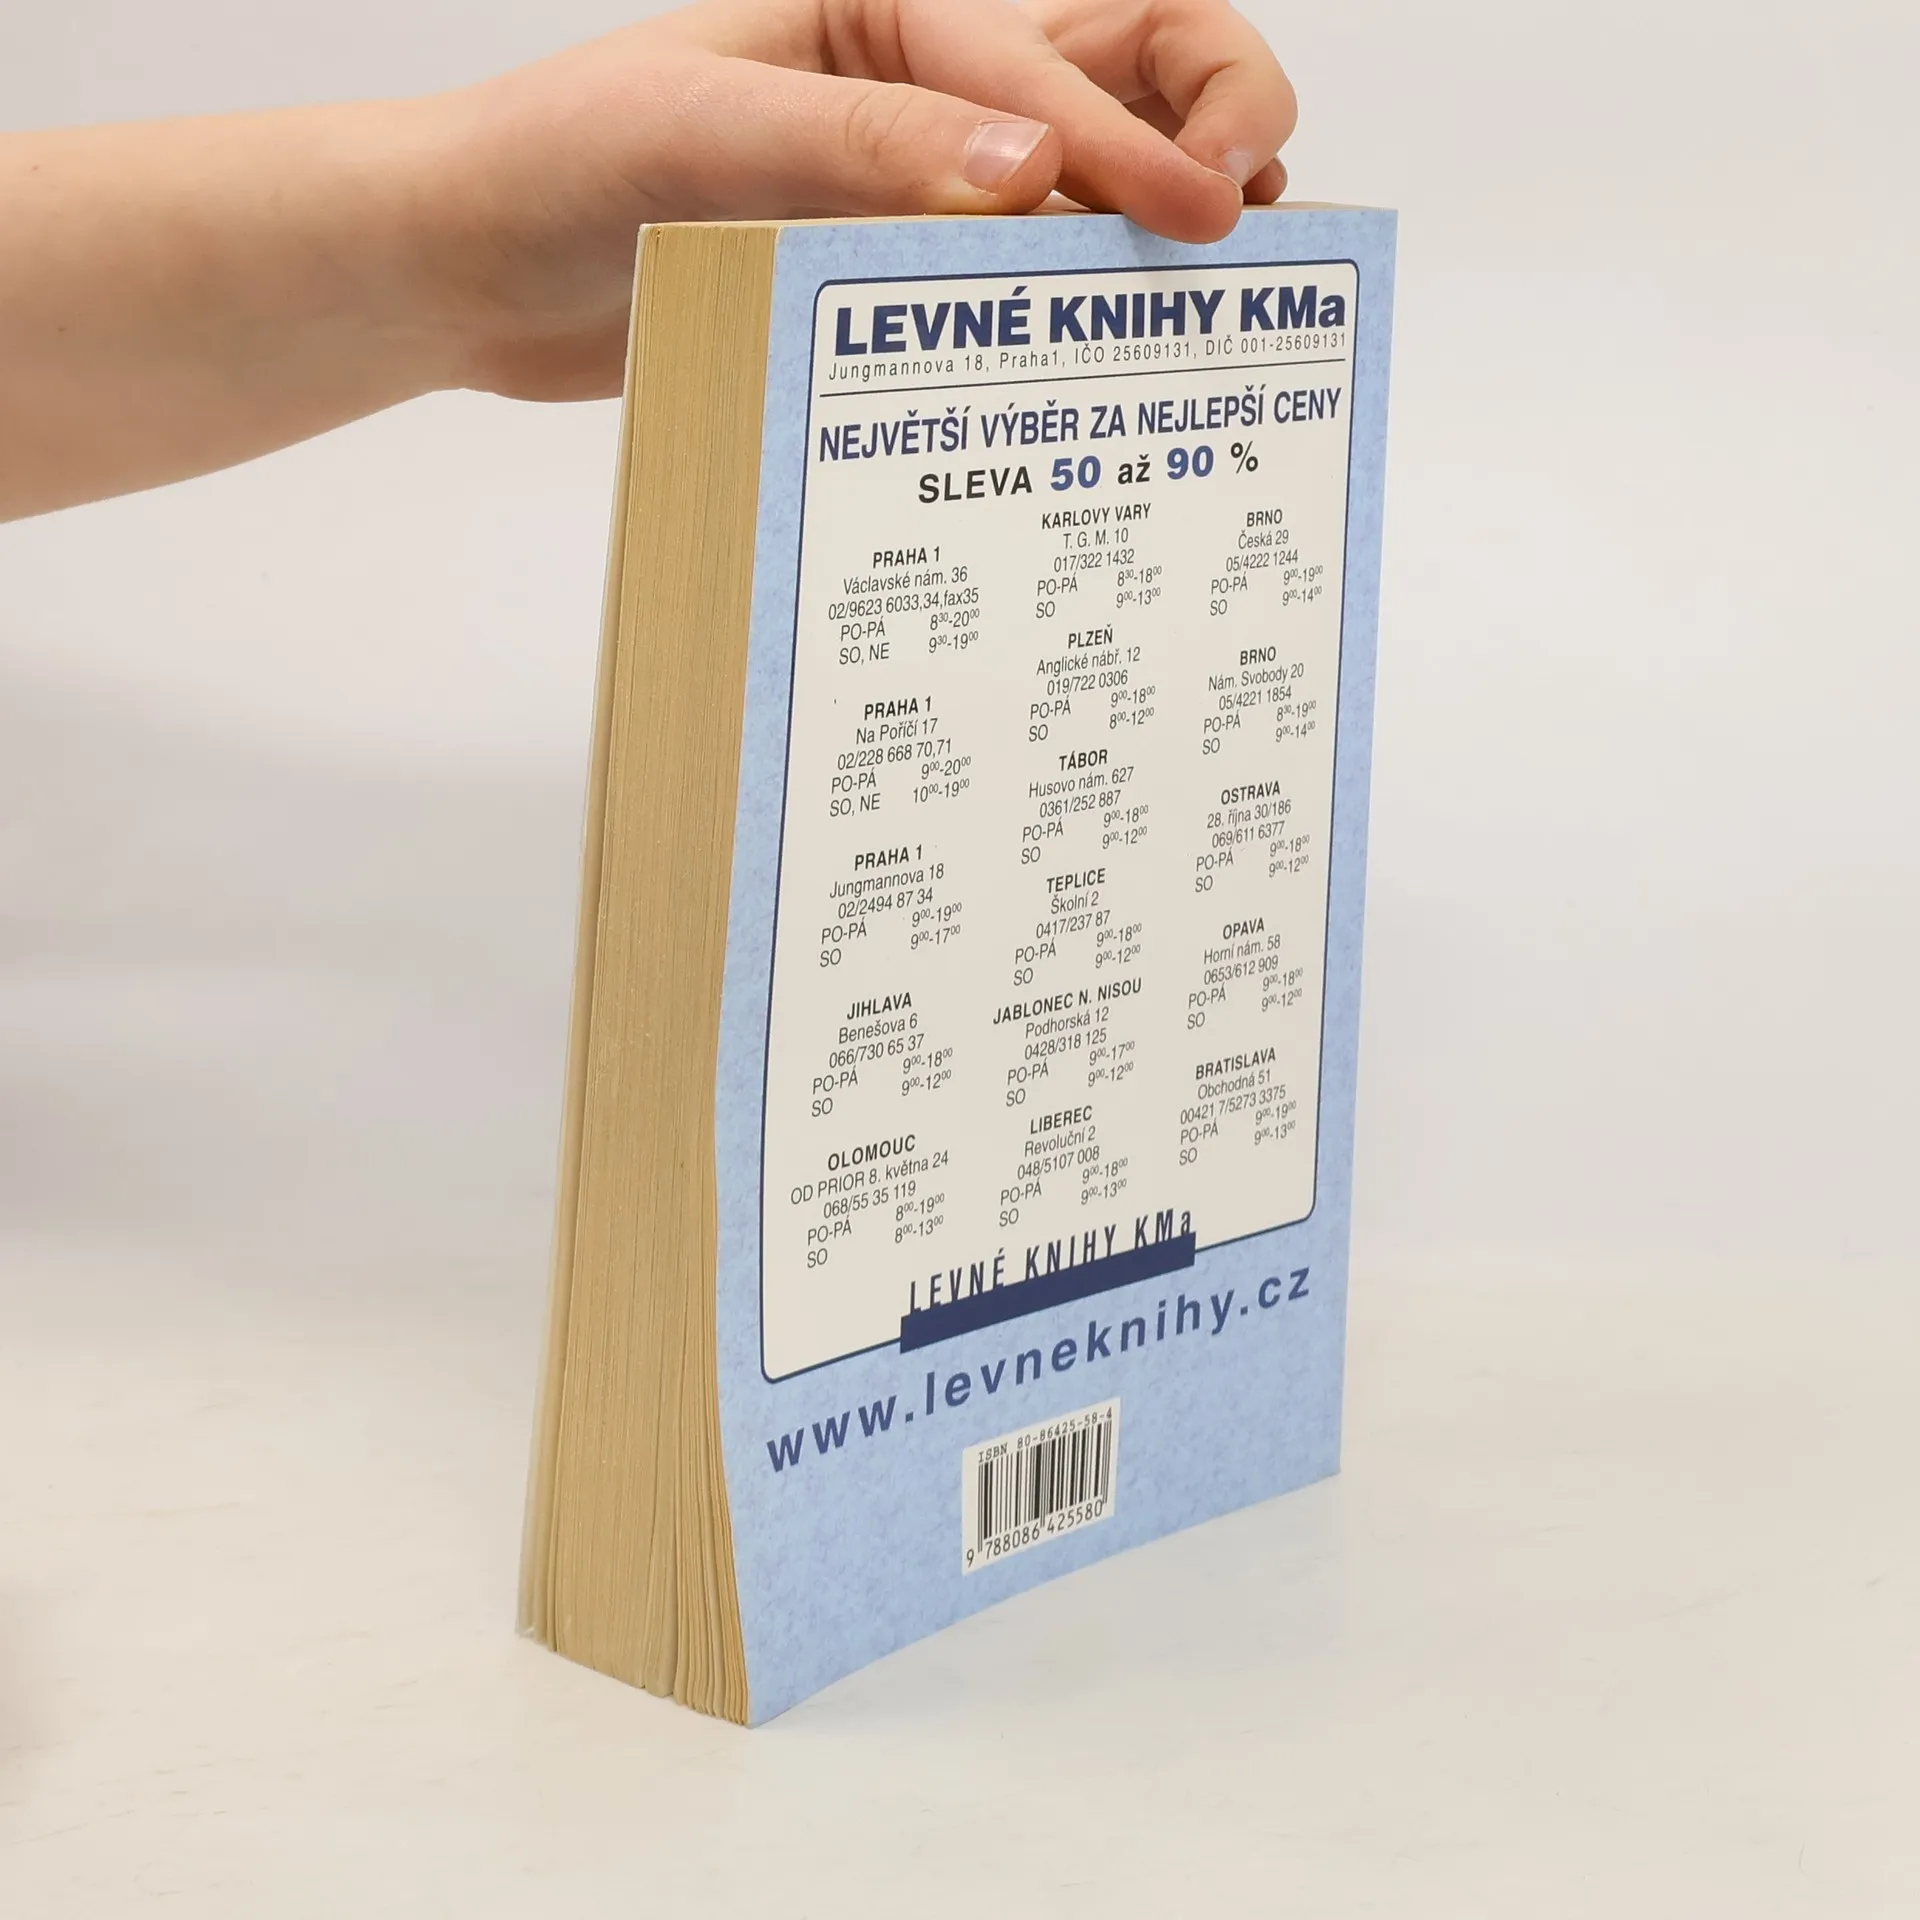 LEVNÉ KNIHY KMa
Jungmannova 18, Praha1, IČO 25609131, DIČ 001-25609131
NEJVĚTŠÍ VÝBĚR ZA NEJLEPŠÍ CENY
SLEVA 50 až 90 %
PRAHA 1
Václavské nám. 36
02/9623 6033,34,fax35
PO-PÁ 8³⁰-20⁰⁰
SO, NE 9³⁰-19⁰⁰
PRAHA 1
Na Poříčí 17
02/228 668 70,71
PO-PÁ 9⁰⁰-20⁰⁰
SO, NE 10⁰⁰-19⁰⁰
PRAHA 1
Jungmannova 18
02/2494 87 34
PO-PÁ 9⁰⁰-19⁰⁰
SO 9⁰⁰-17⁰⁰
JIHLAVA
Benešova 6
066/730 65 37
PO-PÁ 9⁰⁰-18⁰⁰
SO 9⁰⁰-12⁰⁰
OLOMOUC
OD PRIOR 8. května 24
068/55 35 119
PO-PÁ 8⁰⁰-19⁰⁰
SO 8⁰⁰-13⁰⁰
KARLOVY VARY
T. G. M. 10
017/322 1432
PO-PÁ 8³⁰-18⁰⁰
SO 9⁰⁰-13⁰⁰
PLZEŇ
Anglické nábř. 12
019/722 0306
PO-PÁ 9⁰⁰-18⁰⁰
SO 8⁰⁰-12⁰⁰
TÁBOR
Husovo nám. 627
0361/252 887
PO-PÁ 9⁰⁰-18⁰⁰
SO 9⁰⁰-12⁰⁰
TEPLICE
Školní 2
0417/237 87
PO-PÁ 9⁰⁰-18⁰⁰
SO 9⁰⁰-12⁰⁰
JABLONEC N. NISOU
Podhorská 12
0428/318 125
PO-PÁ 9⁰⁰-17⁰⁰
SO 9⁰⁰-12⁰⁰
LIBEREC
Revoluční 2
048/5107 008
PO-PÁ 9⁰⁰-18⁰⁰
SO 9⁰⁰-13⁰⁰
BRNO
Česká 29
05/4222 1244
PO-PÁ 9⁰⁰-19⁰⁰
SO 9⁰⁰-14⁰⁰
BRNO
Nám. Svobody 20
05/4221 1854
PO-PÁ 8³⁰-19⁰⁰
SO 9⁰⁰-14⁰⁰
OSTRAVA
28. října 30/186
069/611 6377
PO-PÁ 9⁰⁰-18⁰⁰
SO 9⁰⁰-12⁰⁰
OPAVA
Horní nám. 58
0653/612 909
PO-PÁ 9⁰⁰-18⁰⁰
SO 9⁰⁰-12⁰⁰
BRATISLAVA
Obchodná 51
00421 7/5273 3375
PO-PÁ 9⁰⁰-19⁰⁰
SO 9⁰⁰-13⁰⁰
LEVNÉ KNIHY KMa
www.levneknihy.cz
ISBN 80-86425-58-4
9 788086 425580